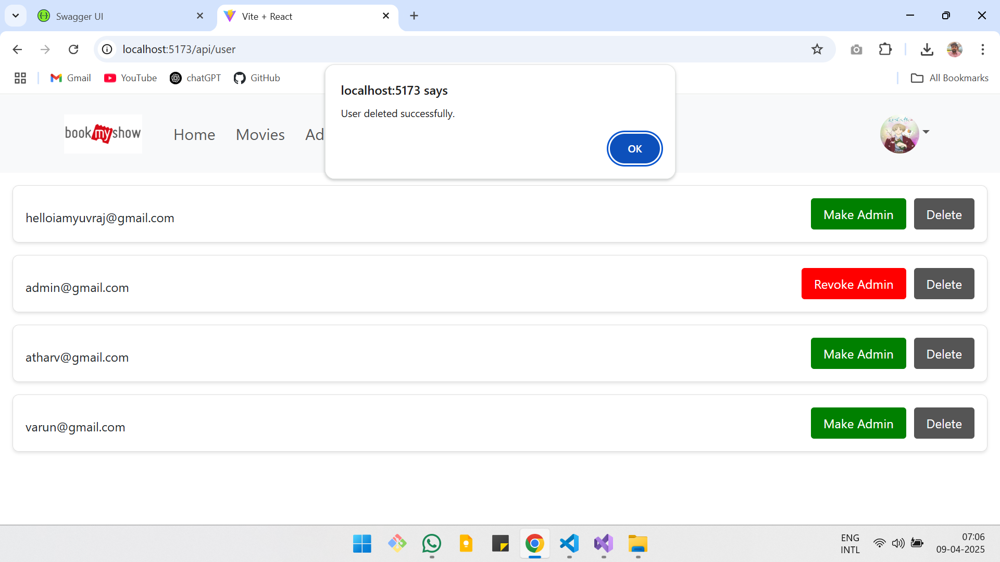 Swagger UI
Vite + React
localhost:5173/api/user
Gmail
YouTube
chatGPT
GitHub
All Bookmarks
localhost:5173 says
User deleted successfully.
OK
bookmyshow
Home
Movies
Ad
helloiamyuvraj@gmail.com
Make Admin
Delete
admin@gmail.com
Revoke Admin
Delete
atharv@gmail.com
Make Admin
Delete
varun@gmail.com
Make Admin
Delete
ENG
INTL
07:06
09-04-2025